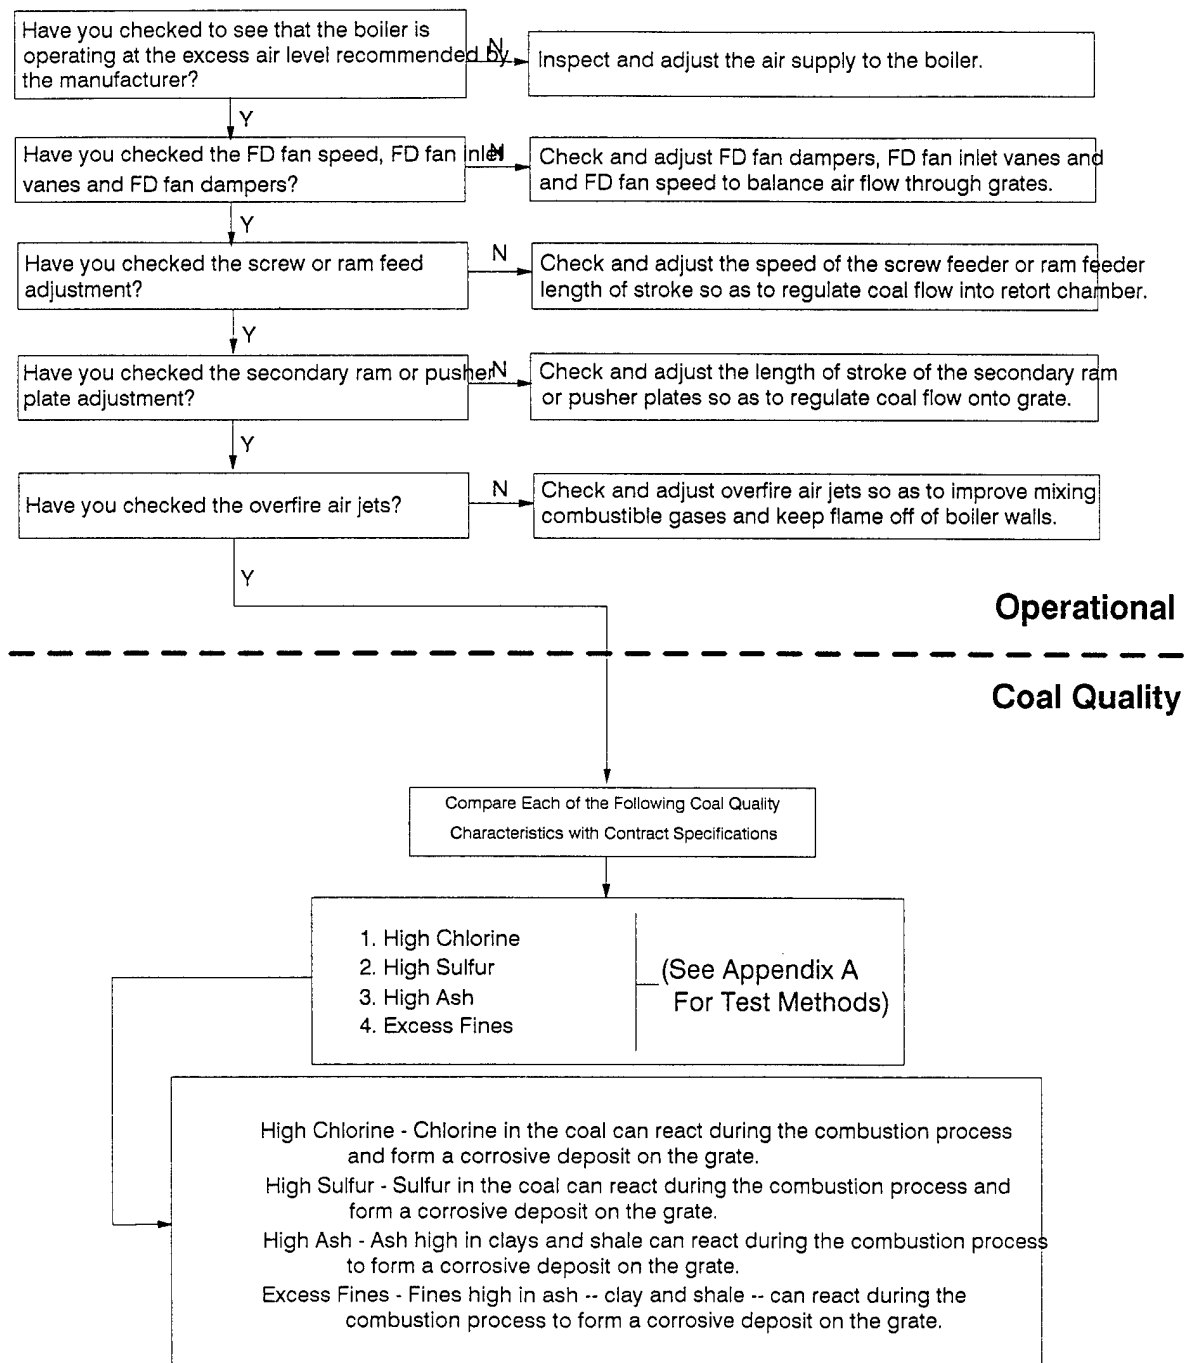 Have you checked to see that the boiler is
operating at the excess air level recommended by
the manufacturer?
N
Inspect and adjust the air supply to the boiler.
Y
Have you checked the FD fan speed, FD fan inlet
vanes and FD fan dampers?
N
Check and adjust FD fan dampers, FD fan inlet vanes and
and FD fan speed to balance air flow through grates.
Y
Have you checked the screw or ram feed
adjustment?
N
Check and adjust the speed of the screw feeder or ram feeder
length of stroke so as to regulate coal flow into retort chamber.
Y
Have you checked the secondary ram or pusher
plate adjustment?
N
Check and adjust the length of stroke of the secondary ram
or pusher plates so as to regulate coal flow onto grate.
Y
Have you checked the overfire air jets?
N
Check and adjust overfire air jets so as to improve mixing
combustible gases and keep flame off of boiler walls.
Y
Operational
Coal Quality
Compare Each of the Following Coal Quality
Characteristics with Contract Specifications
1. High Chlorine
2. High Sulfur
3. High Ash
4. Excess Fines
(See Appendix A
For Test Methods)
High Chlorine - Chlorine in the coal can react during the combustion process
and form a corrosive deposit on the grate.
High Sulfur - Sulfur in the coal can react during the combustion process and
form a corrosive deposit on the grate.
High Ash - Ash high in clays and shale can react during the combustion process
to form a corrosive deposit on the grate.
Excess Fines - Fines high in ash -- clay and shale -- can react during the
combustion process to form a corrosive deposit on the grate.